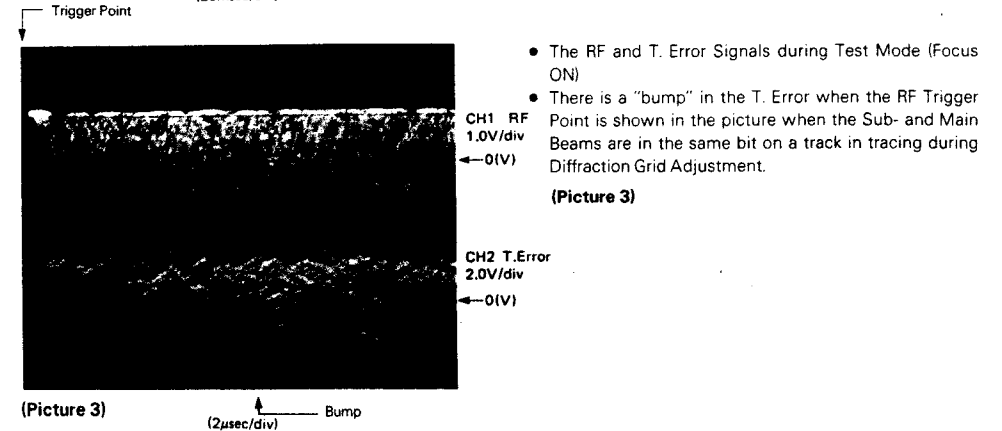 Trigger Point
CH1 RF
1.0V/div
0(V)
CH2 T.Error
2.0V/div
0(V)
(Picture 3)
(2μsec/div)
Bump
● The RF and T. Error Signals during Test Mode (Focus
ON)
● There is a "bump" in the T. Error when the RF Trigger
Point is shown in the picture when the Sub- and Main
Beams are in the same bit on a track in tracing during
Diffraction Grid Adjustment.
(Picture 3)